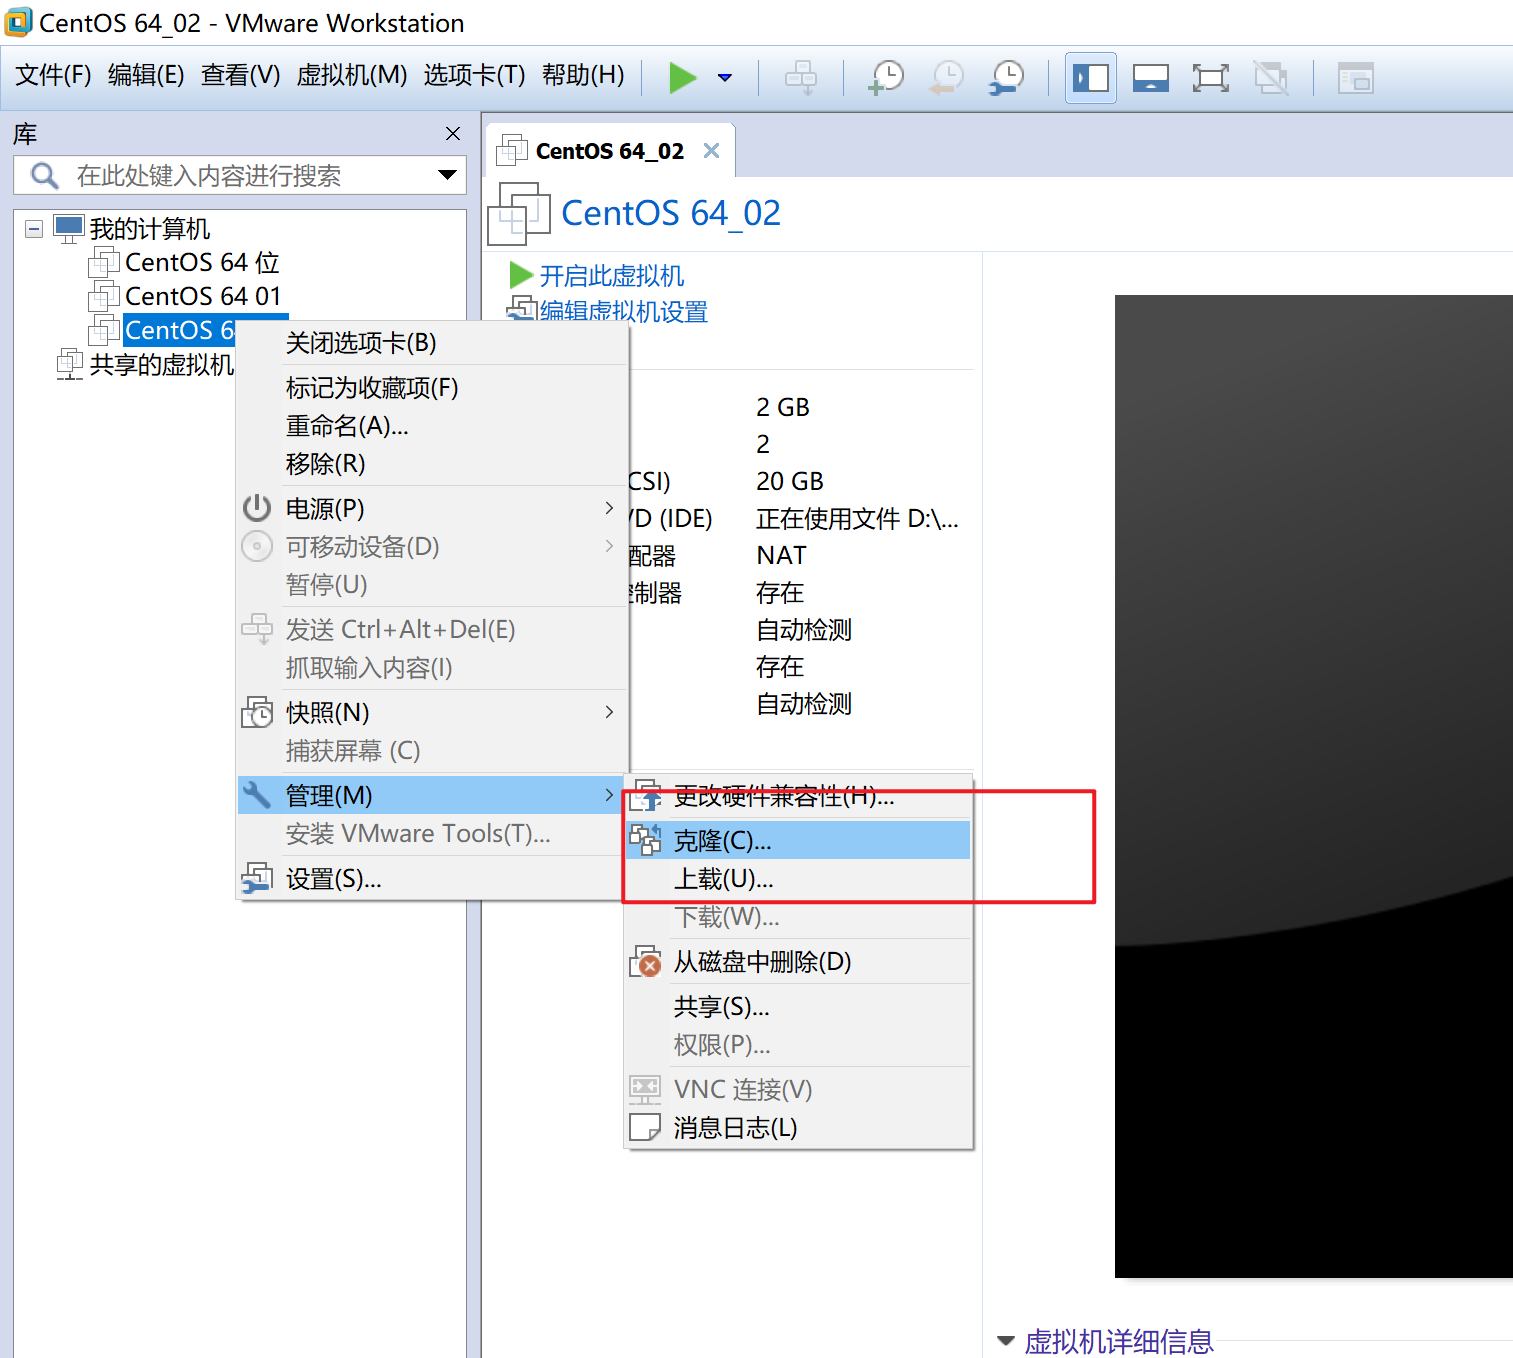 CentOS 64_02 - VMware Workstation
文件(F) 编辑(E) 查看(V) 虚拟机(M) 选项卡(T) 帮助(H)
库
在此处键入内容进行搜索
我的计算机
CentOS 64 位
CentOS 64 01
CentOS 6
共享的虚拟机
CentOS 64_02
CentOS 64_02
开启此虚拟机
编辑虚拟机设置
关闭选项卡(B)
标记为收藏项(F)
重命名(A)...
移除(R)
电源(P)
可移动设备(D)
暂停(U)
发送 Ctrl+Alt+Del(E)
抓取输入内容(I)
快照(N)
捕获屏幕 (C)
管理(M)
安装 VMware Tools(T)...
设置(S)...
2 GB
2
CSI) 20 GB
VD (IDE) 正在使用文件 D:\...
配器 NAT
控制器 存在
自动检测
存在
自动检测
更改硬件兼容性(H)...
克隆(C)...
上载(U)...
下载(W)...
从磁盘中删除(D)
共享(S)...
权限(P)...
VNC 连接(V)
消息日志(L)
虚拟机详细信息